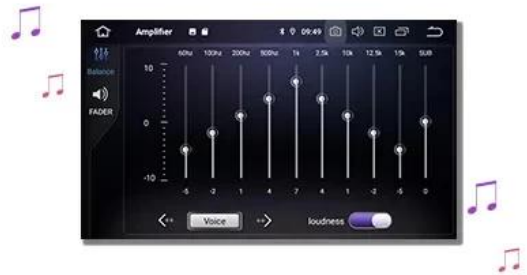 Amplifier 09:49
60hz 100hz 200hz 500hz 1k 2.5k 10k 12.5k 15k SUB
Balance
10
FADER
0
-10
-5 -2 1 4 7 4 1 -2 -5 0
Voice loudness